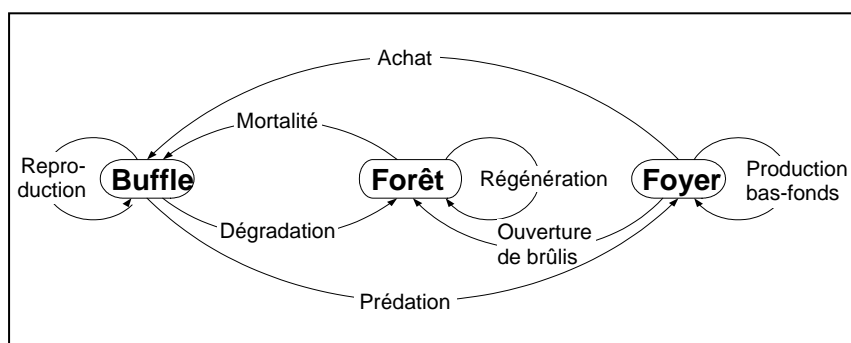 Achat
Mortalité
Repro-
duction
Buffle
Forêt
Régénération
Foyer
Production
bas-fonds
Dégradation
Ouverture
de brûlis
Prédation